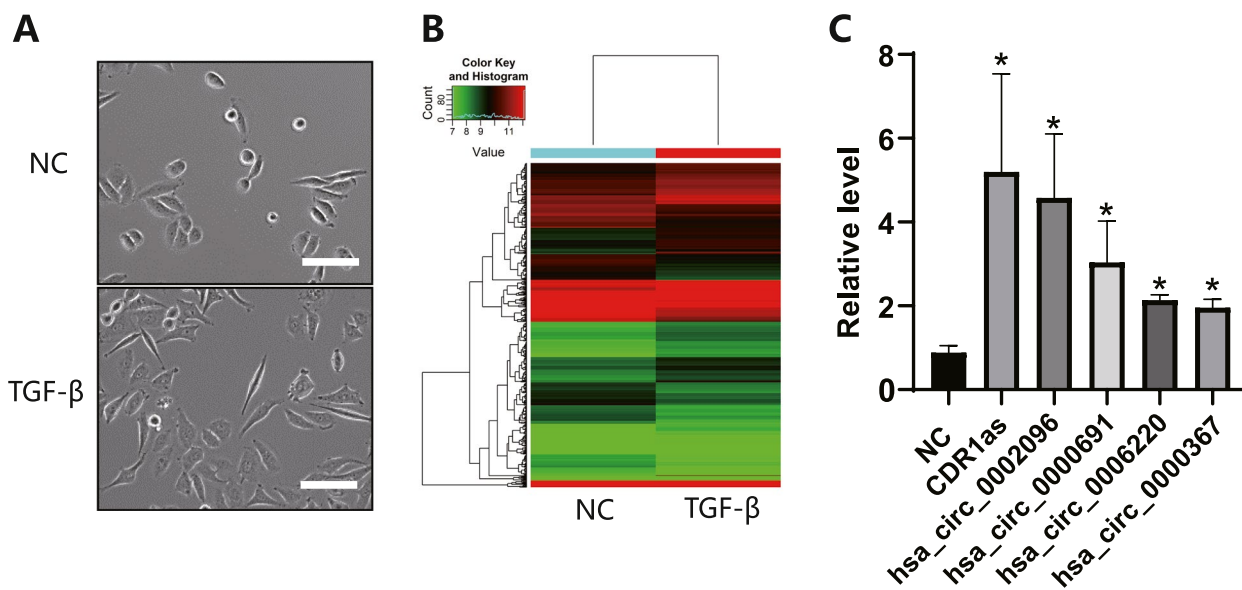 A
NC
TGF-β
B
Color Key
and Histogram
Count
0
80
7 8 9 11
Value
NC
TGF-β
C
Relative level
8
6
4
2
0
*
*
*
*
*
NC
CDR1as
hsa_circ_0002096
hsa_circ_0000691
hsa_circ_0006220
hsa_circ_0000367